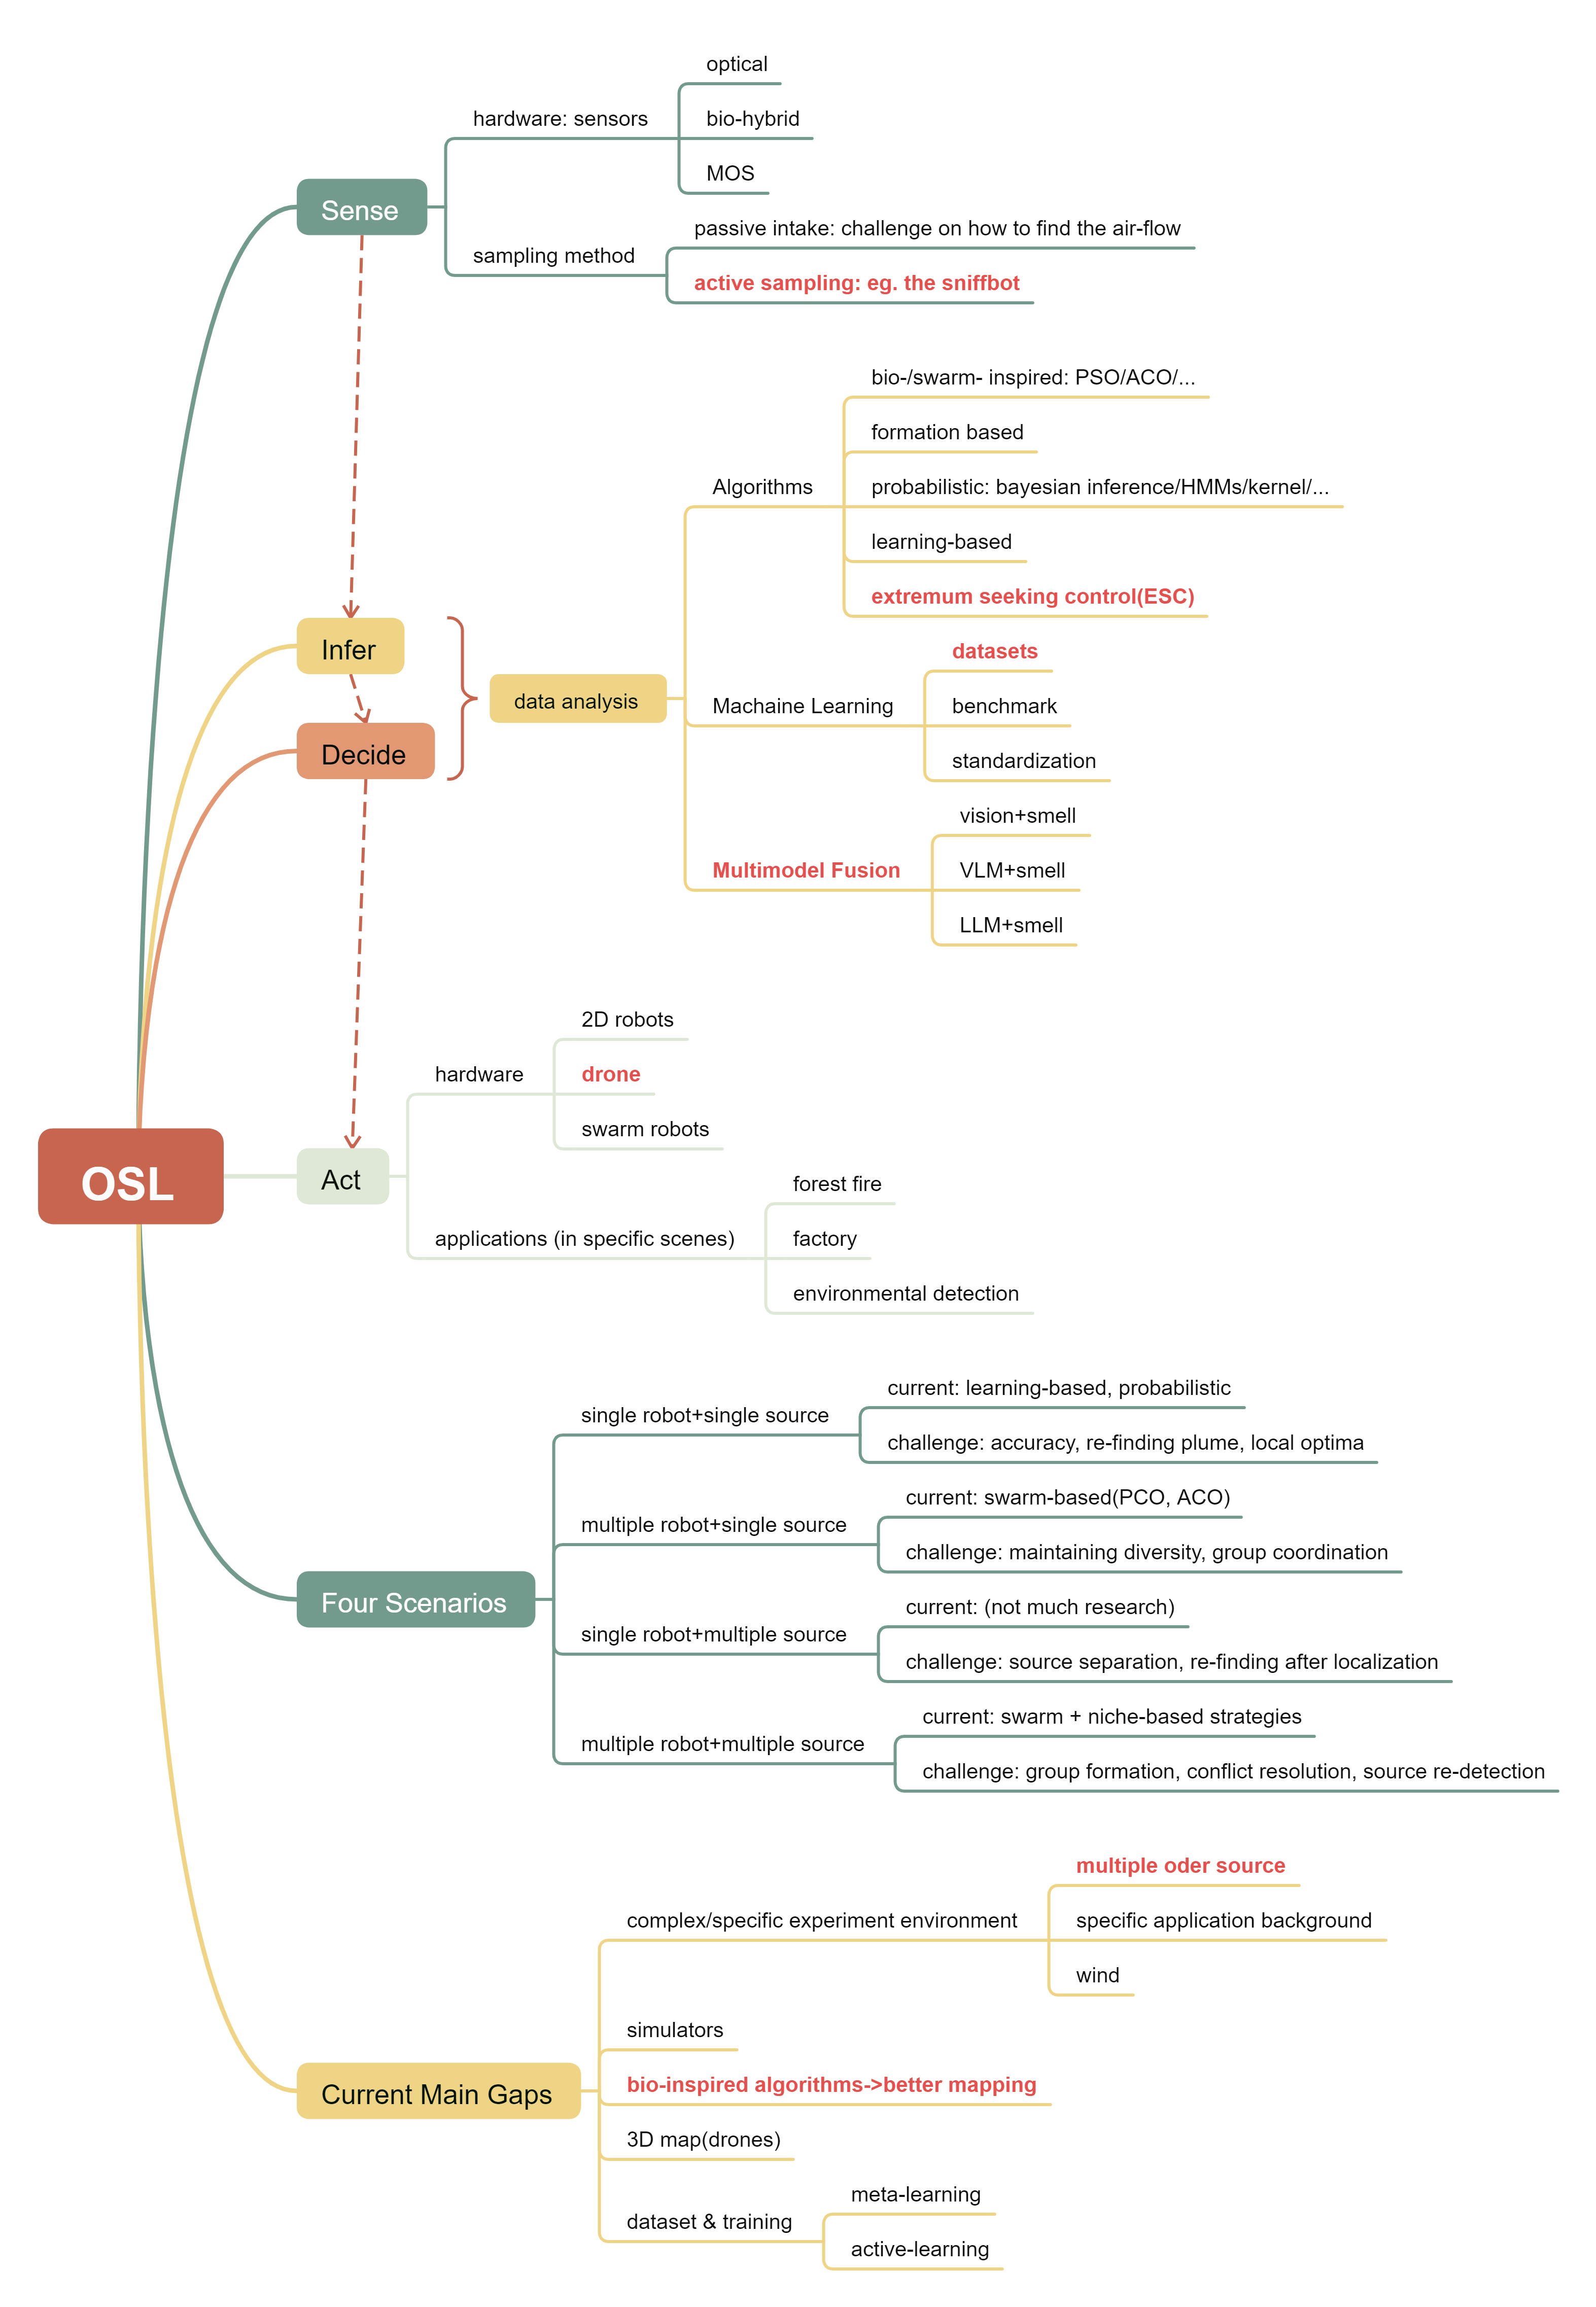 OSL
Sense
hardware: sensors
optical
bio-hybrid
MOS
sampling method
passive intake: challenge on how to find the air-flow
active sampling: eg. the sniffbot
Infer
Decide
data analysis
Algorithms
bio-/swarm- inspired: PSO/ACO/...
formation based
probabilistic: bayesian inference/HMMs/kernel/...
learning-based
extremum seeking control(ESC)
Machaine Learning
datasets
benchmark
standardization
Multimodel Fusion
vision+smell
VLM+smell
LLM+smell
Act
hardware
2D robots
drone
swarm robots
applications (in specific scenes)
forest fire
factory
environmental detection
Four Scenarios
single robot+single source
current: learning-based, probabilistic
challenge: accuracy, re-finding plume, local optima
multiple robot+single source
current: swarm-based(PCO, ACO)
challenge: maintaining diversity, group coordination
single robot+multiple source
current: (not much research)
challenge: source separation, re-finding after localization
multiple robot+multiple source
current: swarm + niche-based strategies
challenge: group formation, conflict resolution, source re-detection
Current Main Gaps
complex/specific experiment environment
multiple oder source
specific application background
wind
simulators
bio-inspired algorithms->better mapping
3D map(drones)
dataset & training
meta-learning
active-learning